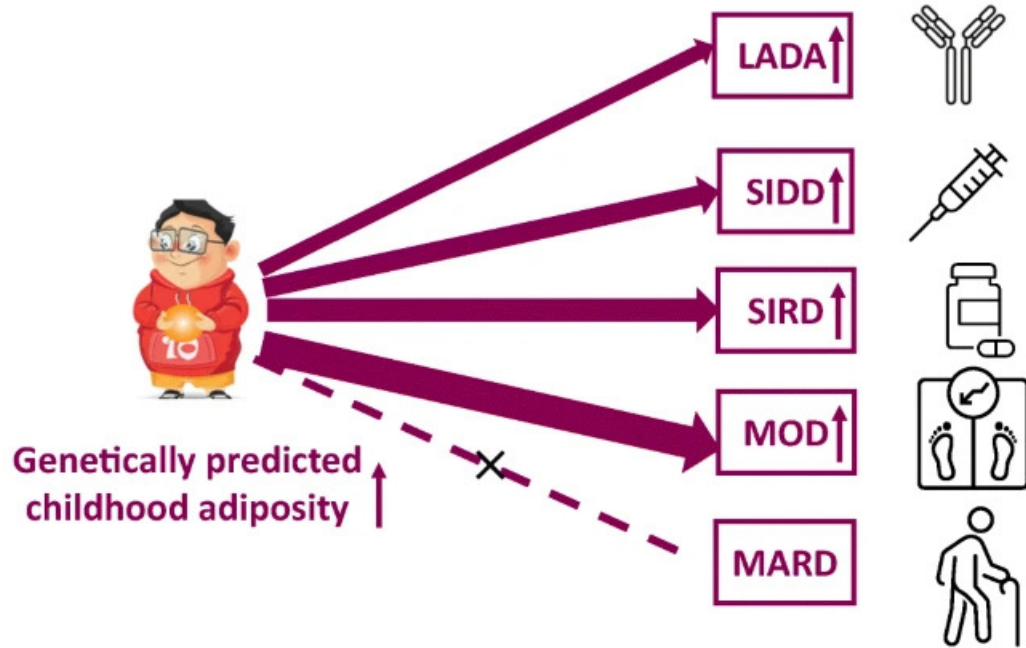 LADA
SIDD
SIRD
MOD
MARD
Genetically predicted
childhood adiposity